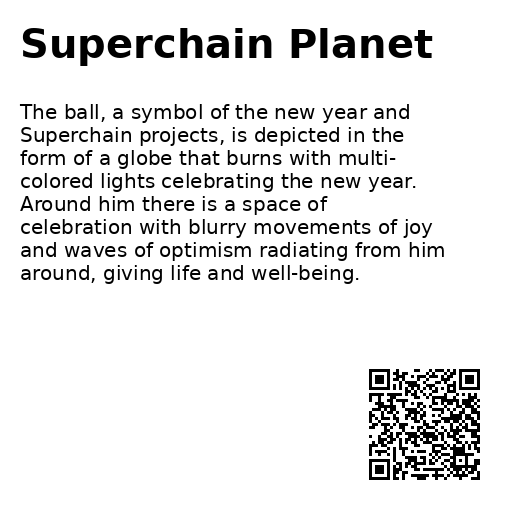 Superchain Planet
The ball, a symbol of the new year and
Superchain projects, is depicted in the
form of a globe that burns with multi-
colored lights celebrating the new year.
Around him there is a space of
celebration with blurry movements of joy
and waves of optimism radiating from him
around, giving life and well-being.